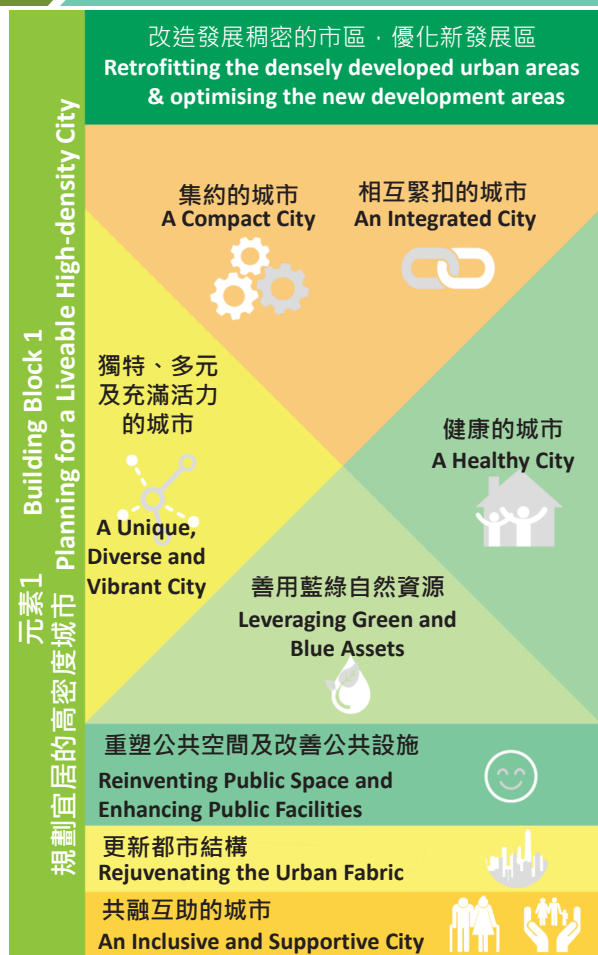 改造發展稠密的市區．優化新發展區
Retrofitting the densely developed urban areas
& optimising the new development areas
元素1 Building Block 1
規劃宜居的高密度城市 Planning for a Liveable High-density City
集約的城市
A Compact City
相互緊扣的城市
An Integrated City
獨特、多元
及充滿活力
的城市
A Unique,
Diverse and
Vibrant City
健康的城市
A Healthy City
善用藍綠自然資源
Leveraging Green and
Blue Assets
重塑公共空間及改善公共設施
Reinventing Public Space and
Enhancing Public Facilities
更新都市結構
Rejuvenating the Urban Fabric
共融互助的城市
An Inclusive and Supportive City